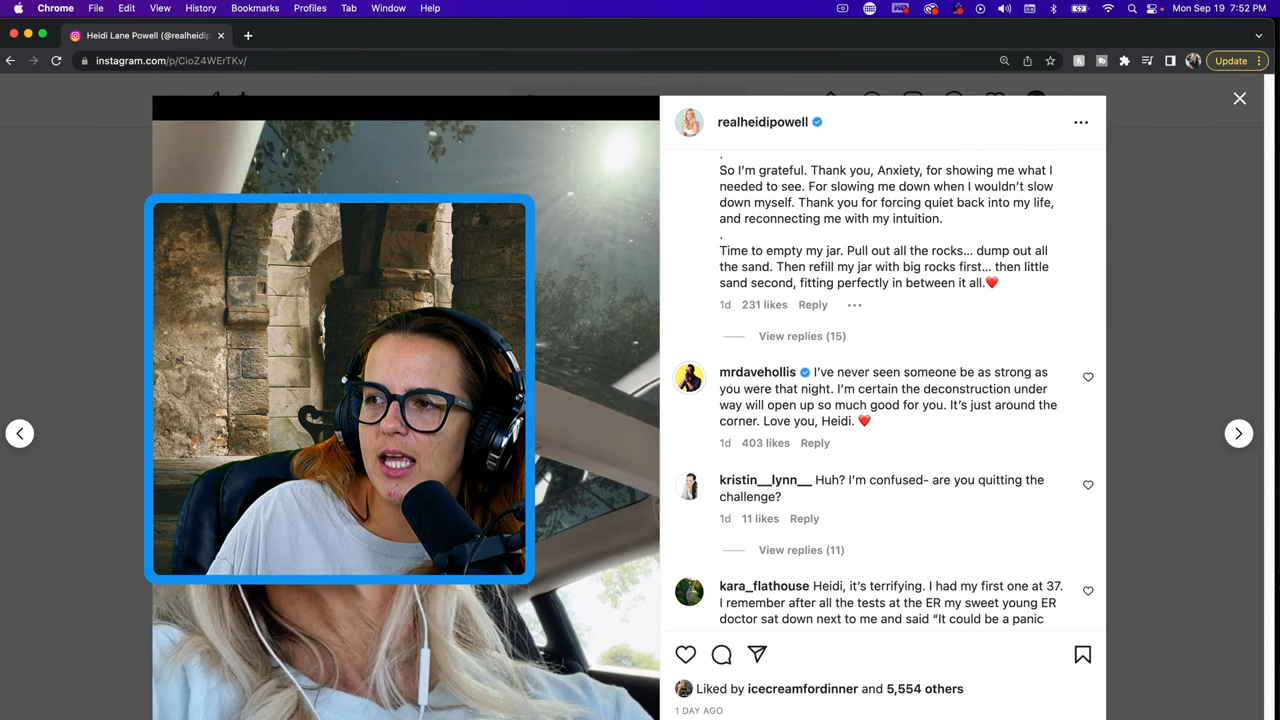 Chrome File Edit View History Bookmarks Profiles Tab Window Help
Mon Sep 19 7:52 PM
Heidi Lane Powell (@realheidip
instagram.com/p/CioZ4WErTKv/
Update
realheidipowell
.
So I’m grateful. Thank you, Anxiety, for showing me what I
needed to see. For slowing me down when I wouldn’t slow
down myself. Thank you for forcing quiet back into my life,
and reconnecting me with my intuition.
.
Time to empty my jar. Pull out all the rocks... dump out all
the sand. Then refill my jar with big rocks first... then little
sand second, fitting perfectly in between it all.❤️
1d 231 likes Reply
View replies (15)
mrdavehollis I’ve never seen someone be as strong as
you were that night. I’m certain the deconstruction under
way will open up so much good for you. It’s just around the
corner. Love you, Heidi. ❤️
1d 403 likes Reply
kristin__lynn__ Huh? I’m confused- are you quitting the
challenge?
1d 11 likes Reply
View replies (11)
kara_flathouse Heidi, it’s terrifying. I had my first one at 37.
I remember after all the tests at the ER my sweet young ER
doctor sat down next to me and said “It could be a panic
Liked by icecreamfordinner and 5,554 others
1 DAY AGO